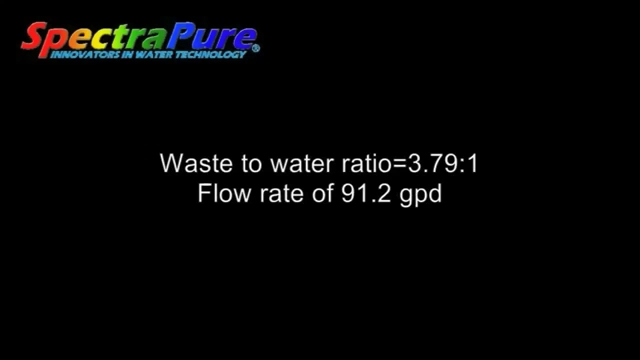 SpectraPure®
INNOVATORS IN WATER TECHNOLOGY
Waste to water ratio=3.79:1
Flow rate of 91.2 gpd